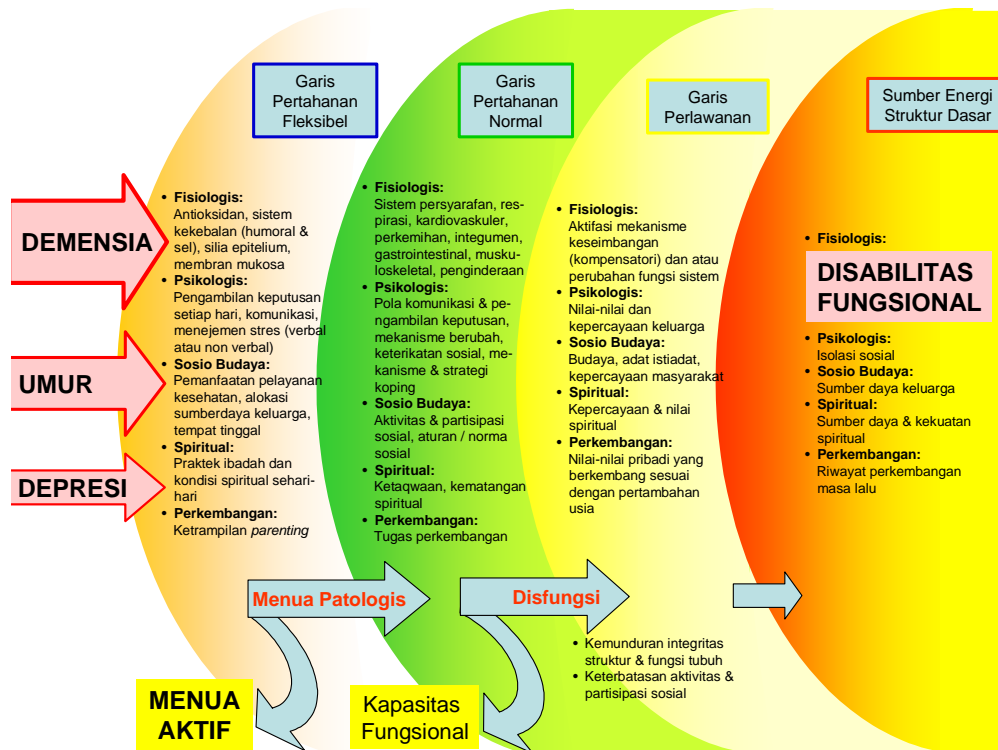 Garis
Pertahanan
Fleksibel
Garis
Pertahanan
Normal
Garis
Perlawanan
Sumber Energi
Struktur Dasar
DEMENSIA
UMUR
DEPRESI
• Fisiologis:
Antioksidan, sistem
kekebalan (humoral &
sel), silia epitelium,
membran mukosa
• Psikologis:
Pengambilan keputusan
setiap hari, komunikasi,
menejemen stres (verbal
atau non verbal)
• Sosio Budaya:
Pemanfaatan pelayanan
kesehatan, alokasi
sumberdaya keluarga,
tempat tinggal
• Spiritual:
Praktek ibadah dan
kondisi spiritual sehari-
hari
• Perkembangan:
Ketrampilan parenting
• Fisiologis:
Sistem persyarafan, res-
pirasi, kardiovaskuler,
perkemihan, integumen,
gastrointestinal, musku-
loskeletal, penginderaan
• Psikologis:
Pola komunikasi & pe-
ngambilan keputusan,
mekanisme berubah,
keterikatan sosial, me-
kanisme & strategi
koping
• Sosio Budaya:
Aktivitas & partisipapsi
sosial, aturan / norma
sosial
• Spiritual:
Ketaqwaan, kematangan
spiritual
• Perkembangan:
Tugas perkembangan
• Fisiologis:
Aktifasi mekanisme
keseimbangan
(kompensatori) dan atau
perubahan fungsi sistem
• Psikologis:
Nilai-nilai dan
kepercayaan keluarga
• Sosio Budaya:
Budaya, adat istiadat,
kepercayaan masyarakat
• Spiritual:
Kepercayaan & nilai
spiritual
• Perkembangan:
Nilai-nilai pribadi yang
berkembang sesuai
dengan pertambahan
usia
• Fisiologis:
DISABILITAS
FUNGSIONAL
• Psikologis:
Isolasi sosial
• Sosio Budaya:
Sumber daya keluarga
• Spiritual:
Sumber daya & kekuatan
spiritual
• Perkembangan:
Riwayat perkembangan
masa lalu
Menua Patologis
Disfungsi
• Kemunduran integritas
struktur & fungsi tubuh
• Keterbatasan aktivitas &
partisipasi sosial
MENUA
AKTIF
Kapasitas
Fungsional